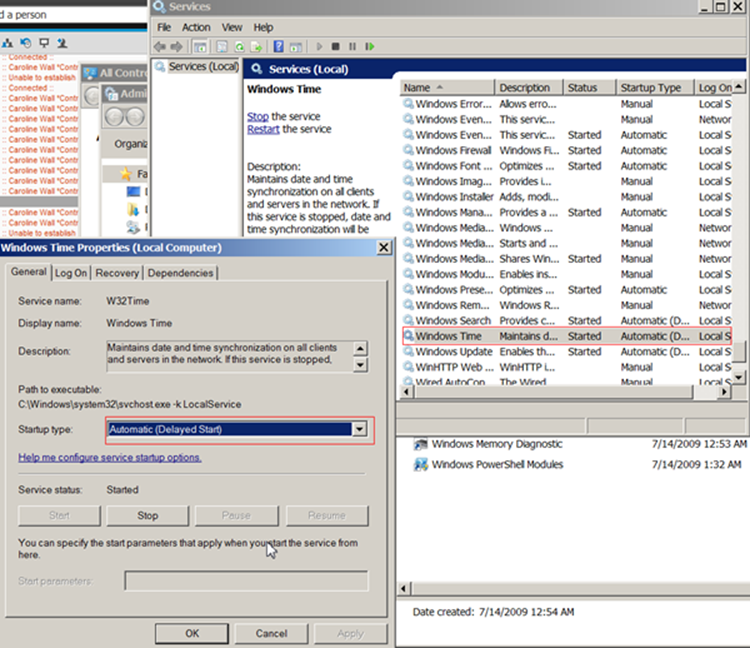 d a person
Connected ::
:: Caroline Wall *Contr
:: Caroline Wall *Contr
:: Unable to establish
:: Connected ::
:: Caroline Wall *Contr
:: Caroline Wall *Contr
:: Caroline Wall *Contr
:: Caroline Wall *Contr
:: Caroline Wall *Contr
:: Caroline Wall *Contr
:: Caroline Wall *Contr
:: Caroline Wall *Contr
:: Caroline Wall *Contr
:: Caroline Wall *Contr
:: Unable to establish
All Contro
Admi
Organiz
Fa
Services
File Action View Help
Services (Local)
Services (Local)
Windows Time
Stop the service
Restart the service
Description:
Maintains date and time
synchronization on all clients
and servers in the network. If
this service is stopped, date and
time synchronization will be
Name Description Status Startup Type Log On
Windows Error... Allows erro... Manual Local S
Windows Even... This servic... Manual Networ
Windows Even... This servic... Started Automatic Local S
Windows Firewall Windows Fi... Started Automatic Local S
Windows Font ... Optimizes ... Started Automatic Local S
Windows Imag... Provides i... Manual Local S
Windows Installer Adds, modi... Manual Local S
Windows Mana... Provides a ... Started Automatic Local S
Windows Media... Windows ... Manual Networ
Windows Media... Starts and ... Manual Networ
Windows Media... Shares Win... Started Manual Networ
Windows Modu... Enables ins... Manual Local S
Windows Prese... Optimizes ... Started Automatic Local S
Windows Rem... Windows R... Manual Networ
Windows Search Provides c... Started Automatic (D... Local S
Windows Time Maintains d... Started Automatic (D... Local S
Windows Update Enables th... Started Automatic (D... Local S
WinHTTP Web ... WinHTTP i... Manual Local S
Wired AutoCon... The Wired ... Manual Local S
Windows Time Properties (Local Computer)
General Log On Recovery Dependencies
Service name: W32Time
Display name: Windows Time
Description: Maintains date and time synchronization on all clients
and servers in the network. If this service is stopped,
Path to executable:
C:\Windows\system32\svchost.exe -k LocalService
Startup type: Automatic (Delayed Start)
Help me configure service startup options.
Service status: Started
Start Stop Pause Resume
You can specify the start parameters that apply when you start the service from
here.
Start parameters:
OK Cancel Apply
Windows Memory Diagnostic 7/14/2009 12:53 AM
Windows PowerShell Modules 7/14/2009 1:32 AM
Date created: 7/14/2009 12:54 AM